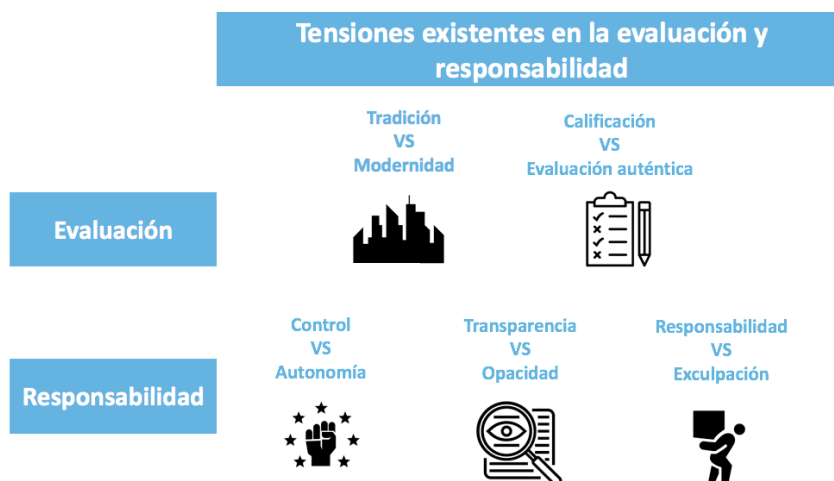 Tensiones existentes en la evaluación y
responsabilidad
Tradición
VS
Modernidad
Calificación
VS
Evaluación auténtica
Evaluación
Control
VS
Autonomía
Transparencia
VS
Opacidad
Responsabilidad
VS
Exculpación
Responsabilidad